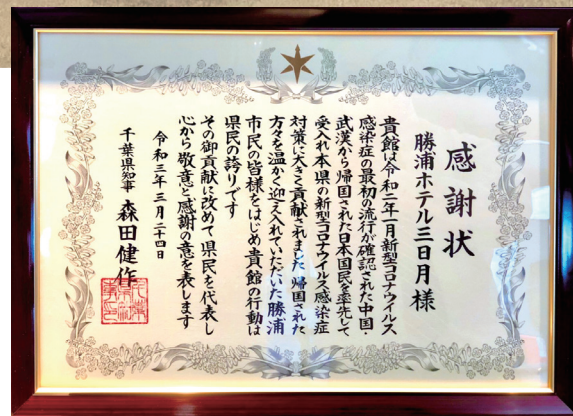 感謝状
勝浦ホテル三日月様
貴館は令和二年一月新型コロナウイルス
感染症の最初の流行が確認された中国・
武漢から帰国された日本国民を率先して
受入れ本県の新型コロナウイルス感染症
対策に大きく貢献されました 帰国された
方々を温かく迎え入れていただいた勝浦
市民の皆様をはじめ貴館の行動は
県民の誇りです
その御貢献に改めて県民を代表し
心から敬意と感謝の意を表します
令和三年三月二十四日
千葉県知事 森田健作